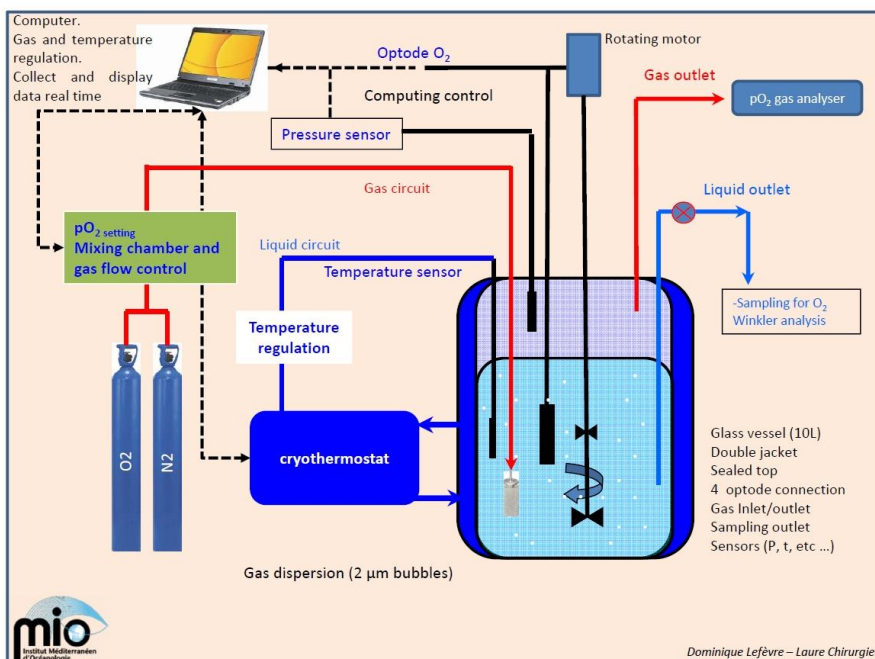 Computer.
Gas and temperature
regulation.
Collect and display
data real time
Optode O₂
Rotating motor
Gas outlet
pO₂ gas analyser
Computing control
Pressure sensor
Gas circuit
Liquid outlet
pO₂ setting
Mixing chamber and
gas flow control
Liquid circuit
Temperature sensor
-Sampling for O₂
Winkler analysis
Temperature
regulation
O2
N2
cryothermostat
Glass vessel (10L)
Double jacket
Sealed top
4 optode connection
Gas Inlet/outlet
Sampling outlet
Sensors (P, t, etc ...)
Gas dispersion (2 µm bubbles)
mio
Institut Méditerranéen
d'Océanologie
Dominique Lefèvre – Laure Chirurgie